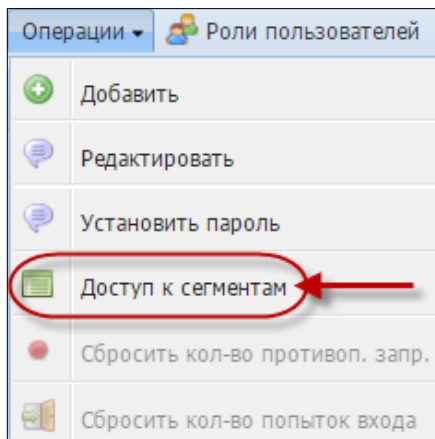 Операции Роли пользователей
Добавить
Редактировать
Установить пароль
Доступ к сегментам
Сбросить кол-во противоп. запр.
Сбросить кол-во попыток входа